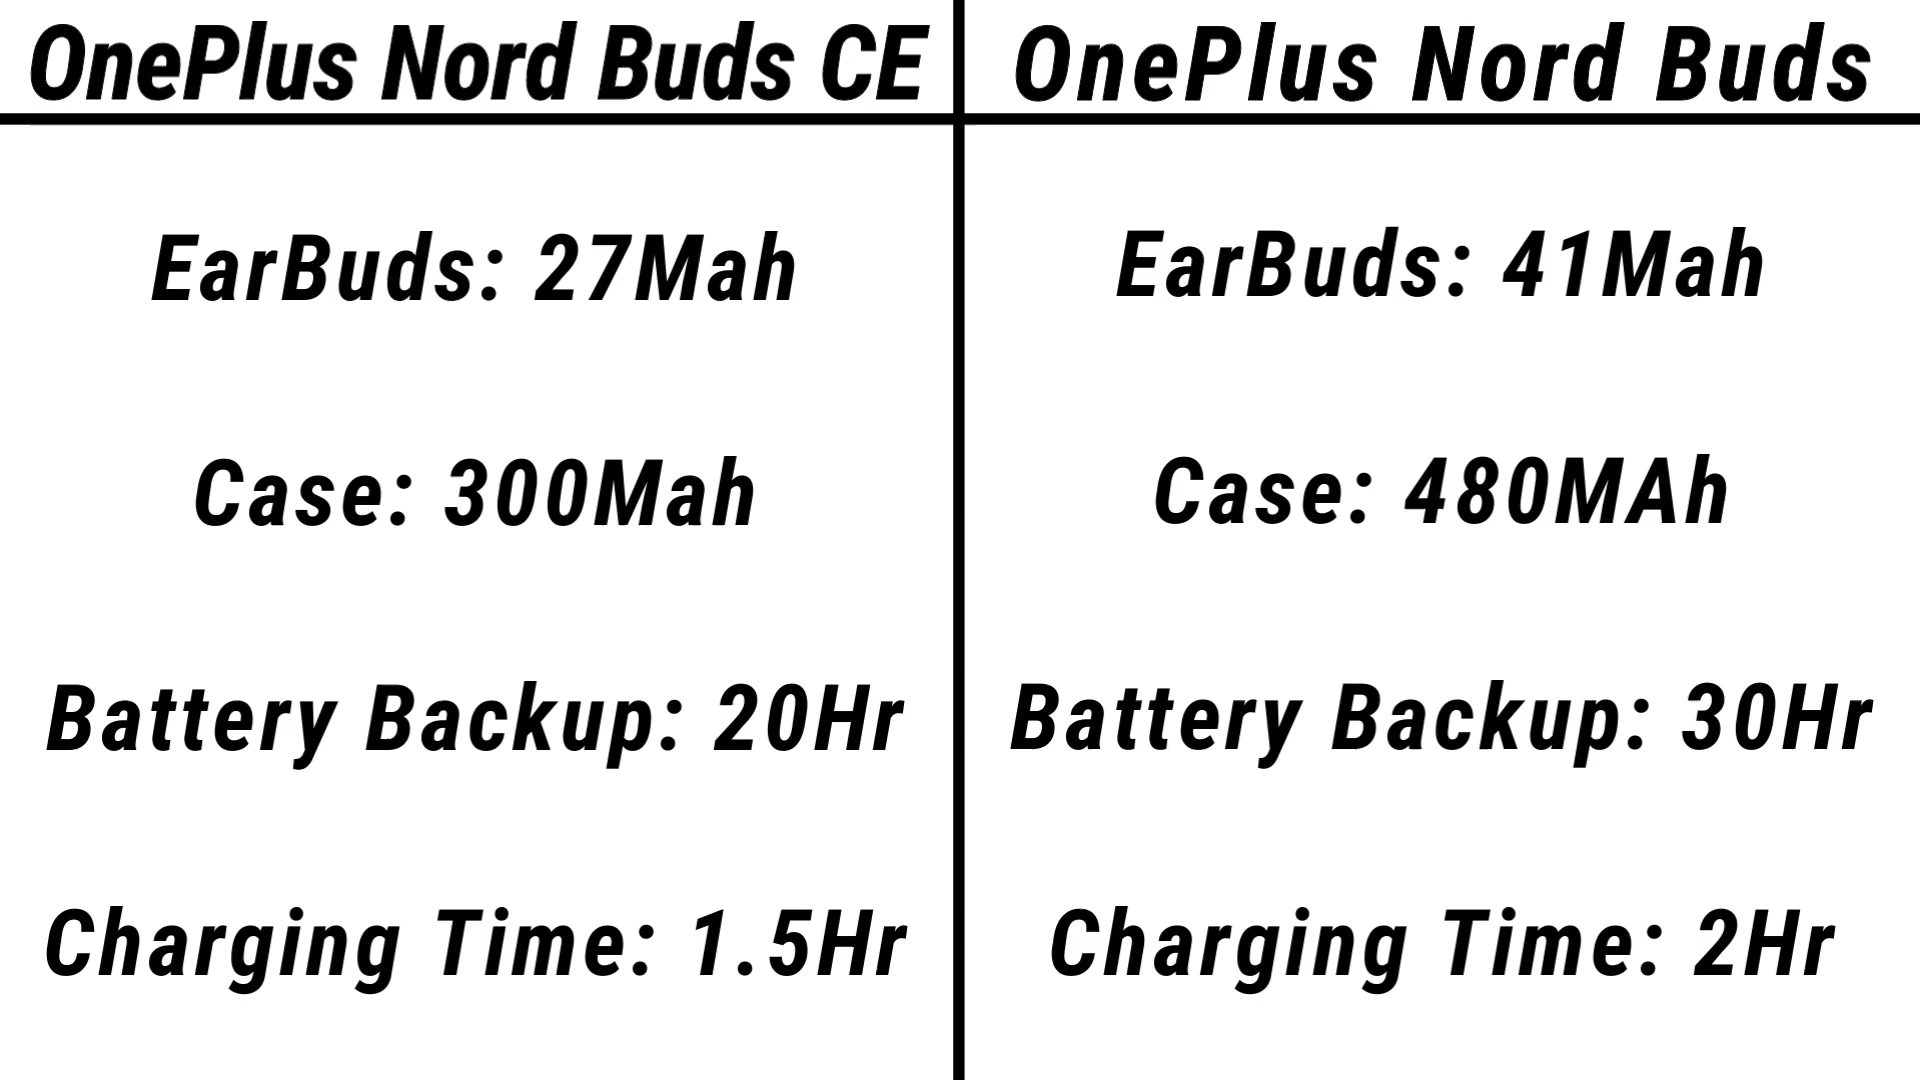 OnePlus Nord Buds CE
EarBuds: 27Mah
Case: 300Mah
Battery Backup: 20Hr
Charging Time: 1.5Hr
OnePlus Nord Buds
EarBuds: 41Mah
Case: 480MAh
Battery Backup: 30Hr
Charging Time: 2Hr